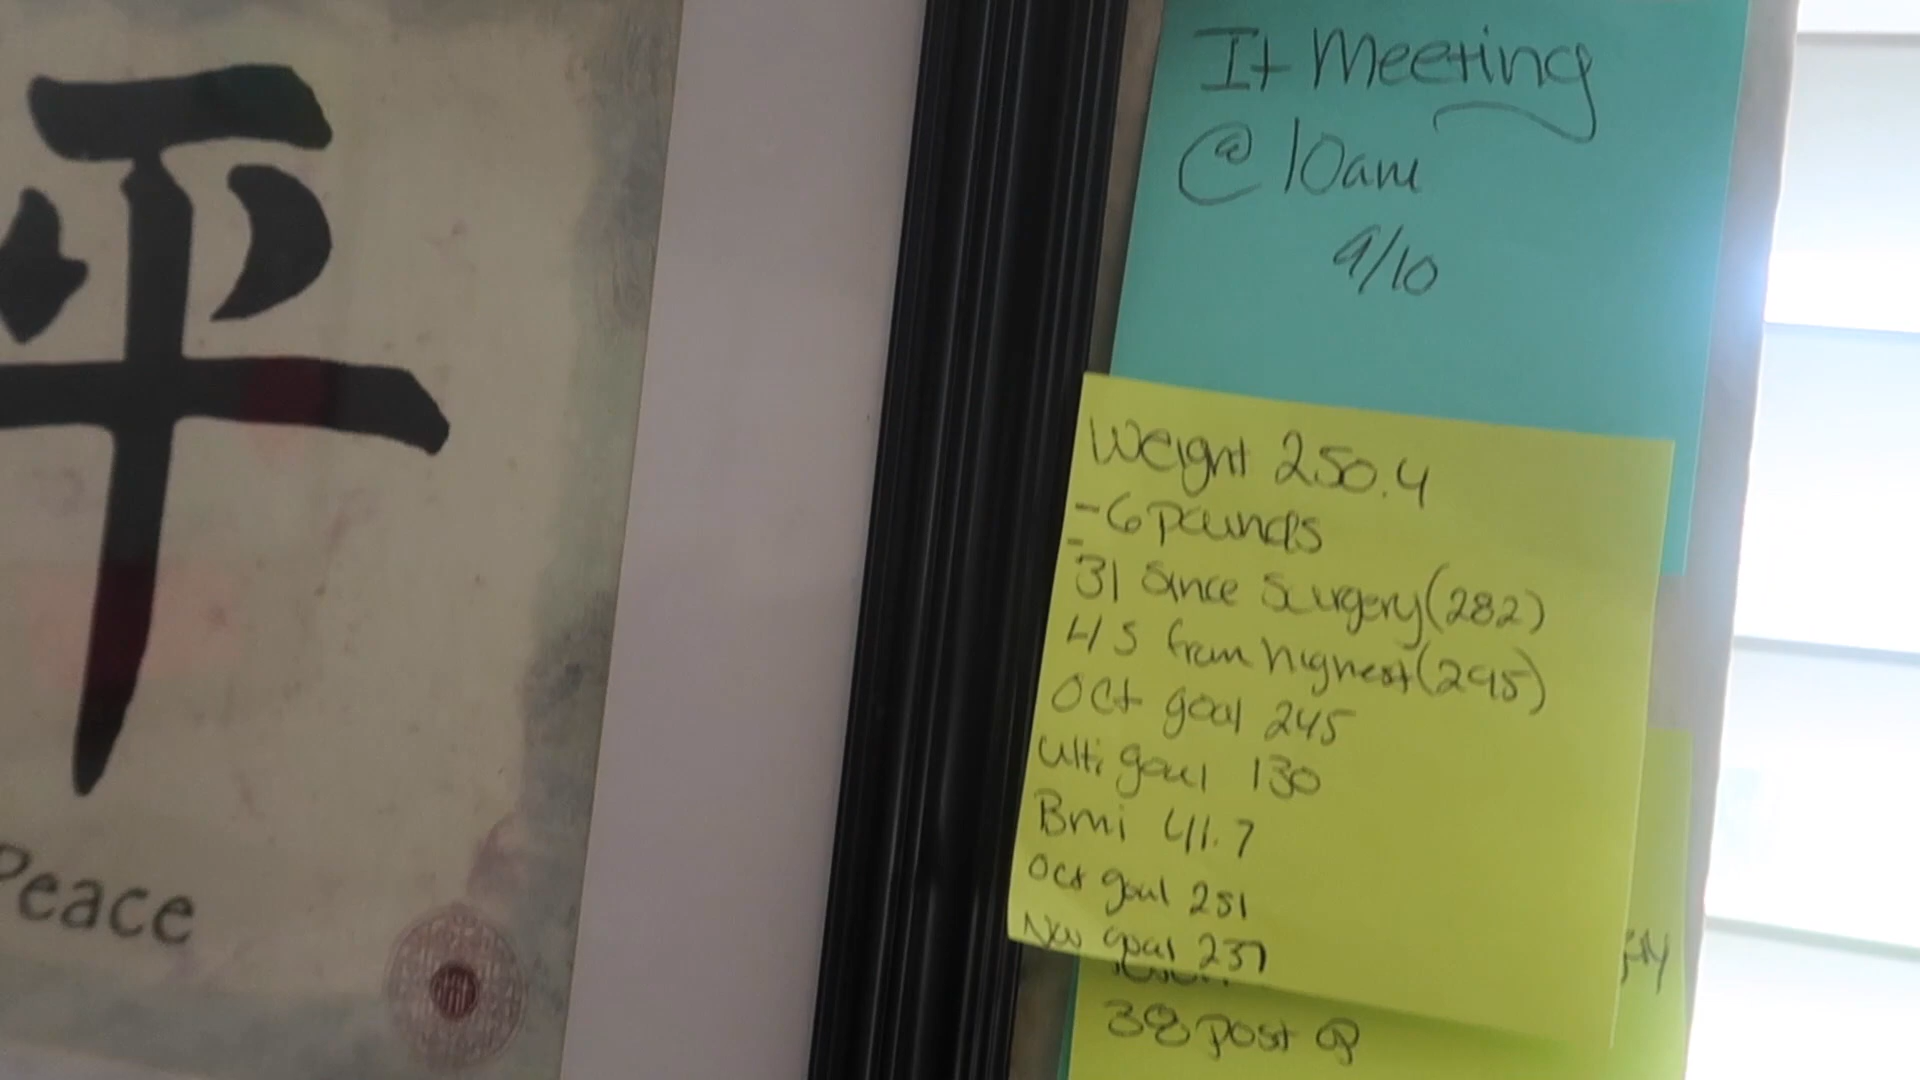 平
Peace
It Meeting
@ 10am
9/10
Weight 250.4
-6 pounds
-31 Since Surgery (282)
45 from highest (295)
Oct goal 245
Ulti goal 130
Bmi 41.7
Oct goal 251
Nov goal 237
38 post op